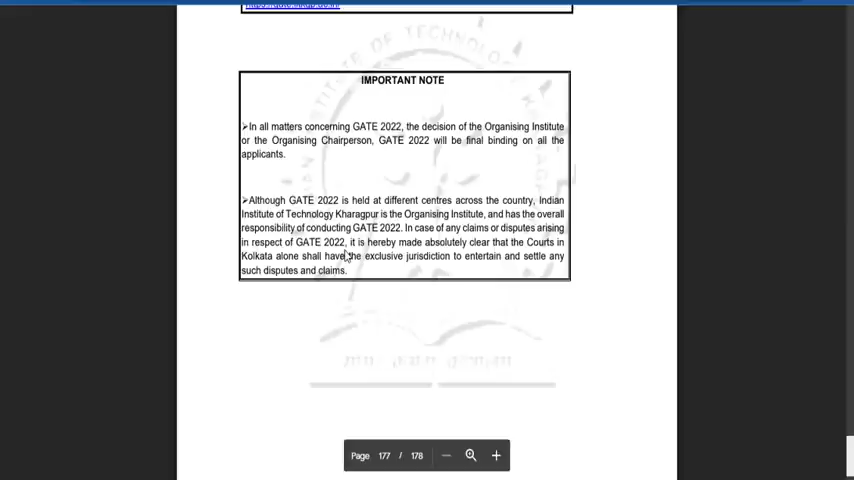 IMPORTANT NOTE
➢In all matters concerning GATE 2022, the decision of the Organising Institute
or the Organising Chairperson, GATE 2022 will be final binding on all the
applicants.
➢Although GATE 2022 is held at different centres across the country, Indian
Institute of Technology Kharagpur is the Organising Institute, and has the overall
responsibility of conducting GATE 2022. In case of any claims or disputes arising
in respect of GATE 2022, it is hereby made absolutely clear that the Courts in
Kolkata alone shall have the exclusive jurisdiction to entertain and settle any
such disputes and claims.
Page 177 / 178